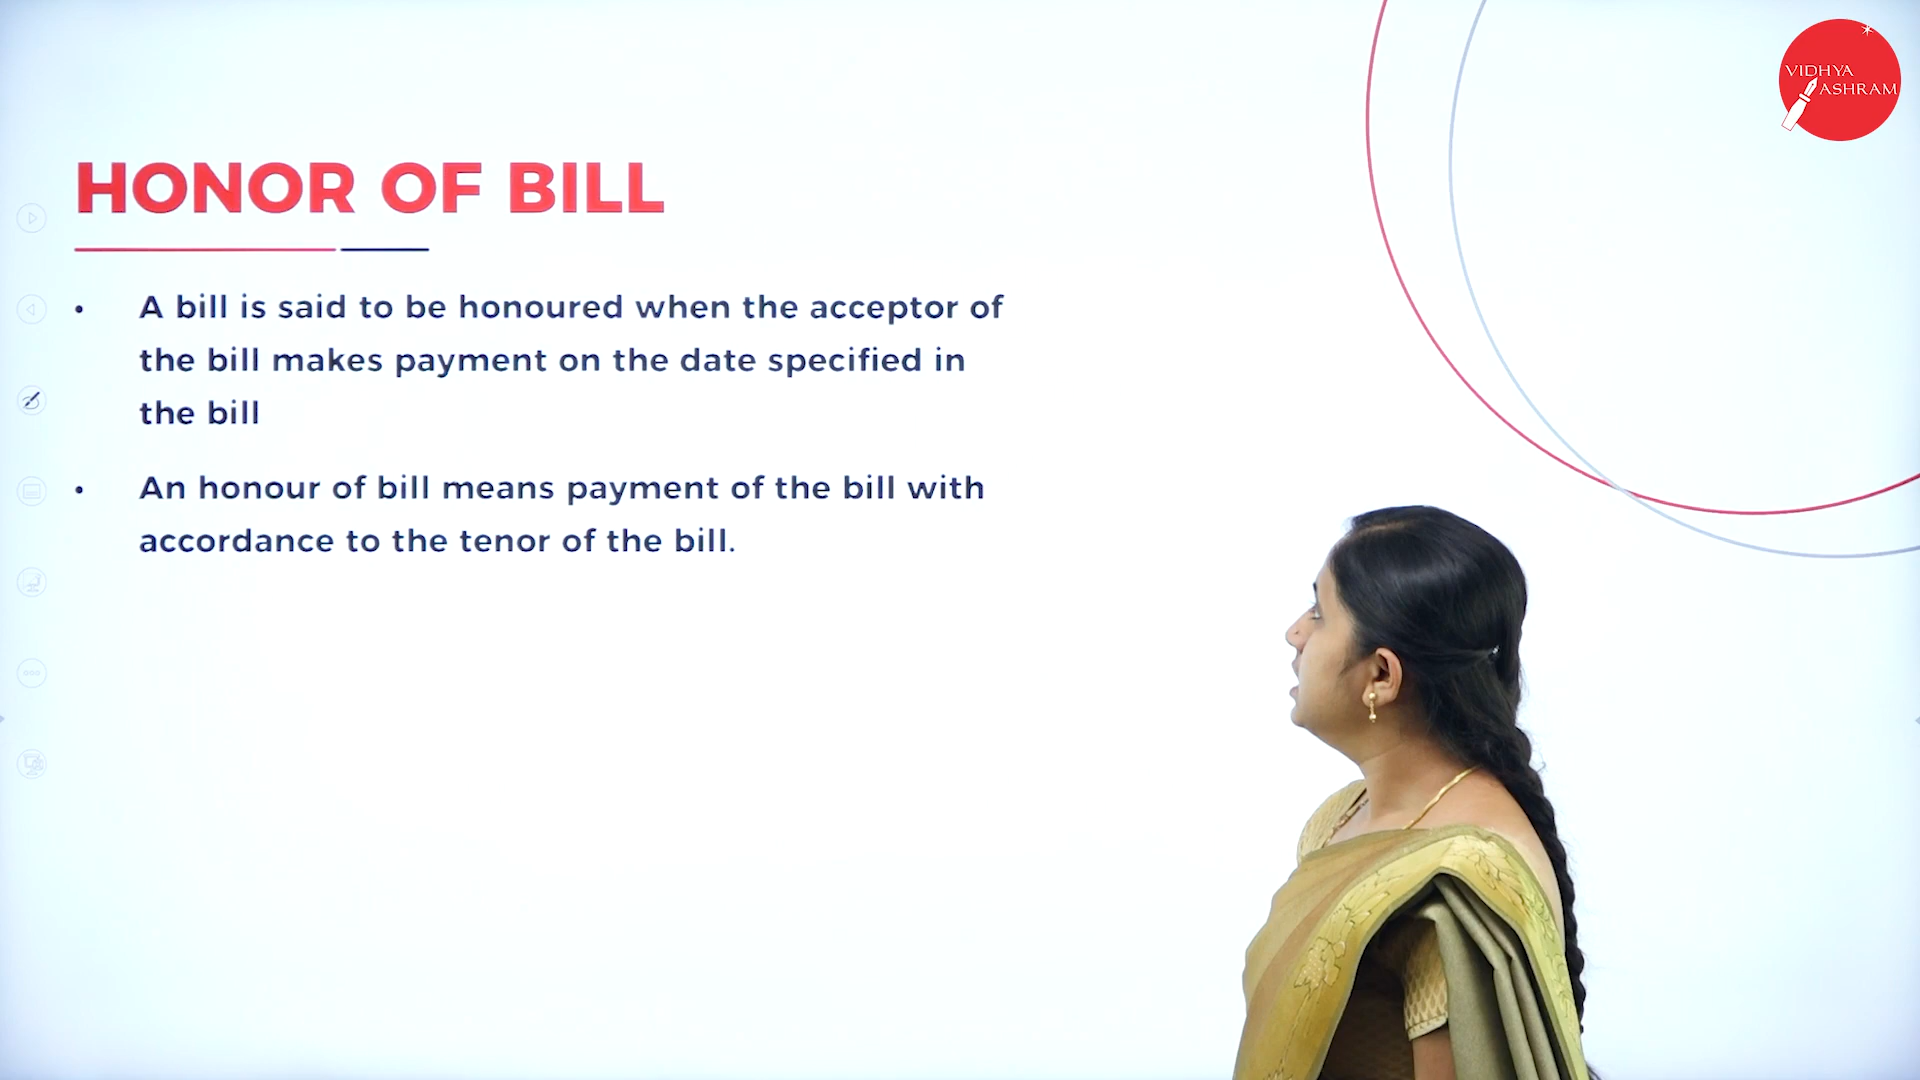 VIDHYA
ASHRAM
HONOR OF BILL
• A bill is said to be honoured when the acceptor of
the bill makes payment on the date specified in
the bill
• An honour of bill means payment of the bill with
accordance to the tenor of the bill.